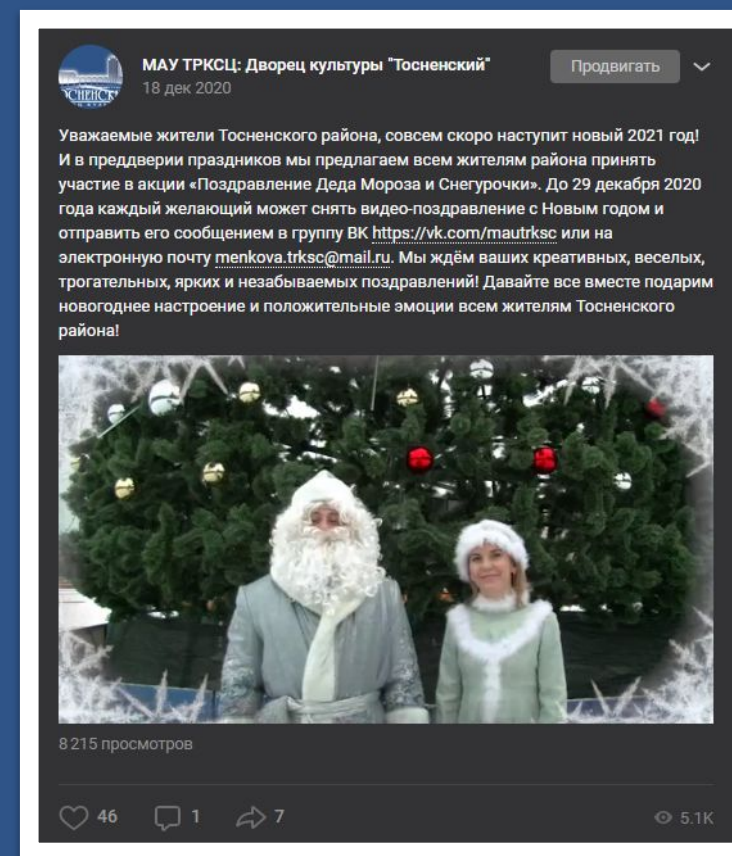 МАУ ТРКСЦ: Дворец культуры "Тосненский"
Продвигать
18 дек 2020
Уважаемые жители Тосненского района, совсем скоро наступит новый 2021 год!
И в преддверии праздников мы предлагаем всем жителям района принять
участие в акции «Поздравление Деда Мороза и Снегурочки». До 29 декабря 2020
года каждый желающий может снять видео-поздравление с Новым годом и
отправить его сообщением в группу ВК https://vk.com/mautrksc или на
электронную почту menkova.trksc@mail.ru. Мы ждём ваших креативных, веселых,
трогательных, ярких и незабываемых поздравлений! Давайте все вместе подарим
новогоднее настроение и положительные эмоции всем жителям Тосненского
района!
8 215 просмотров
46 1 7 5.1K